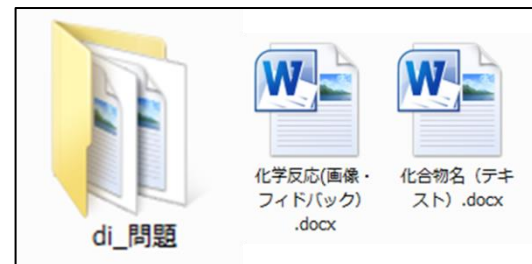 di_問題
化学反応(画像・
フィドバック)
.docx
化合物名（テキ
スト）.docx